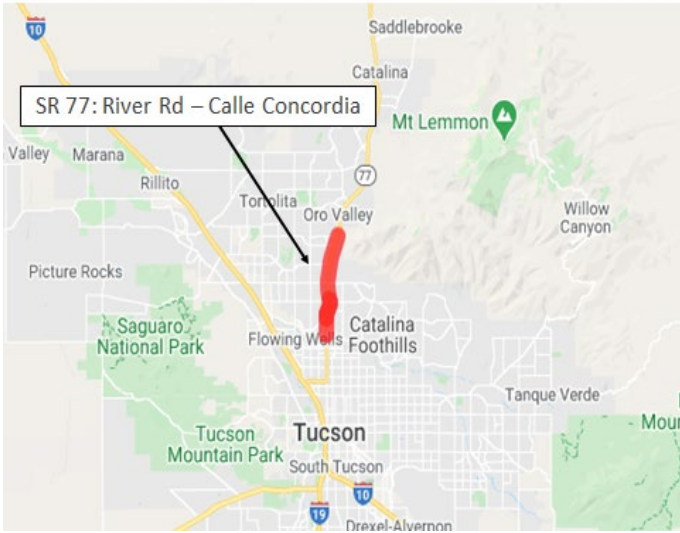 10
Saddlebrooke
Catalina
SR 77: River Rd – Calle Concordia
Mt Lemmon
Valley
Marana
Rillito
77
Tortolita
Oro Valley
Willow
Canyon
Picture Rocks
Saguaro
National Park
Flowing Wells
Catalina
Foothills
Tanque Verde
Tucson
Mountain Park
Tucson
South Tucson
10
19
Drexel-Alvernon